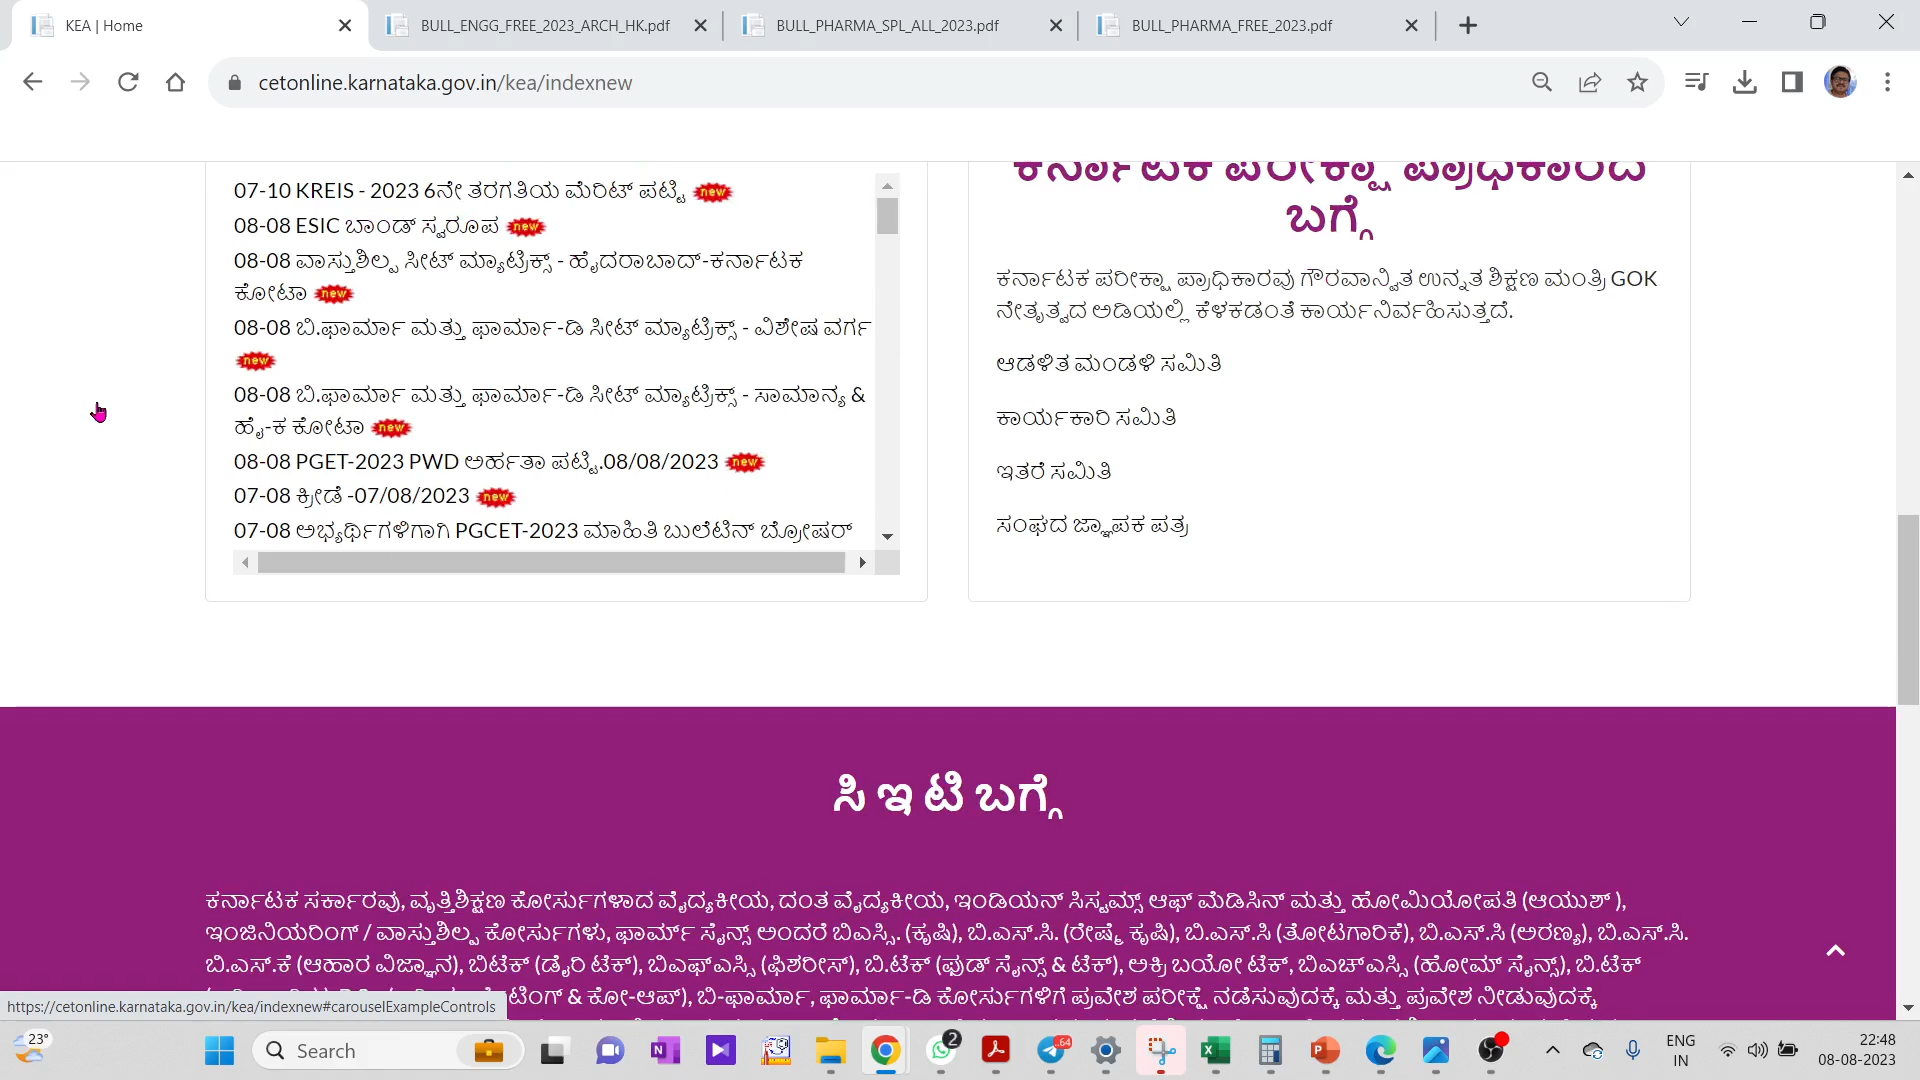 KEA | Home
BULL_ENGG_FREE_2023_ARCH_HK.pdf
BULL_PHARMA_SPL_ALL_2023.pdf
BULL_PHARMA_FREE_2023.pdf
cetonline.karnataka.gov.in/kea/indexnew
07-10 KREIS - 2023 6ನೇ ತರಗತಿಯ ಮೆರಿಟ್ ಪಟ್ಟಿ new
08-08 ESIC ಬಾಂಡ್ ಸ್ವರೂಪ new
08-08 ವಾಸ್ತುಶಿಲ್ಪ ಸೀಟ್ ಮ್ಯಾಟ್ರಿಕ್ಸ್ - ಹೈದರಾಬಾದ್-ಕರ್ನಾಟಕ
ಕೋಟಾ new
08-08 ಬಿ.ಫಾರ್ಮಾ ಮತ್ತು ಫಾರ್ಮಾ-ಡಿ ಸೀಟ್ ಮ್ಯಾಟ್ರಿಕ್ಸ್ - ವಿಶೇಷ ವರ್ಗ
new
08-08 ಬಿ.ಫಾರ್ಮಾ ಮತ್ತು ಫಾರ್ಮಾ-ಡಿ ಸೀಟ್ ಮ್ಯಾಟ್ರಿಕ್ಸ್ - ಸಾಮಾನ್ಯ &
ಹೈ-ಕ ಕೋಟಾ new
08-08 PGET-2023 PWD ಅರ್ಹತಾ ಪಟ್ಟಿ.08/08/2023 new
07-08 ಕ್ರೀಡೆ -07/08/2023 new
07-08 ಅಭ್ಯರ್ಥಿಗಳಿಗಾಗಿ PGCET-2023 ಮಾಹಿತಿ ಬುಲೆಟಿನ್ ಬ್ರೋಷರ್
ಕರ್ನಾಟಕ ಪರೀಕ್ಷಾ ಪ್ರಾಧಿಕಾರದ
ಬಗ್ಗೆ
ಕರ್ನಾಟಕ ಪರೀಕ್ಷಾ ಪ್ರಾಧಿಕಾರವು ಗೌರವಾನ್ವಿತ ಉನ್ನತ ಶಿಕ್ಷಣ ಮಂತ್ರಿ GOK
ನೇತೃತ್ವದ ಅಡಿಯಲ್ಲಿ ಕೆಳಕಡಂತೆ ಕಾರ್ಯನಿರ್ವಹಿಸುತ್ತದೆ.
ಆಡಳಿತ ಮಂಡಳಿ ಸಮಿತಿ
ಕಾರ್ಯಕಾರಿ ಸಮಿತಿ
ಇತರೆ ಸಮಿತಿ
ಸಂಘದ ಜ್ಞಾಪಕ ಪತ್ರ
ಸಿ ಇ ಟಿ ಬಗ್ಗೆ
ಕರ್ನಾಟಕ ಸರ್ಕಾರವು, ವೃತ್ತಿಶಿಕ್ಷಣ ಕೋರ್ಸುಗಳಾದ ವೈದ್ಯಕೀಯ, ದಂತ ವೈದ್ಯಕೀಯ, ಇಂಡಿಯನ್ ಸಿಸ್ಟಮ್ಸ್ ಆಫ್ ಮೆಡಿಸಿನ್ ಮತ್ತು ಹೋಮಿಯೋಪತಿ (ಆಯುಶ್ ),
ಇಂಜಿನಿಯರಿಂಗ್ / ವಾಸ್ತುಶಿಲ್ಪ ಕೋರ್ಸುಗಳು, ಫಾರ್ಮ್ ಸೈನ್ಸ್ ಅಂದರೆ ಬಿಎಸ್ಸಿ. (ಕೃಷಿ), ಬಿ.ಎಸ್.ಸಿ. (ರೇಷ್ಮೆ ಕೃಷಿ), ಬಿ.ಎಸ್.ಸಿ (ತೋಟಗಾರಿಕೆ), ಬಿ.ಎಸ್.ಸಿ (ಅರಣ್ಯ), ಬಿ.ಎಸ್.ಸಿ.
ಬಿ.ಎಸ್.ಕೆ (ಆಹಾರ ವಿಜ್ಞಾನ), ಬಿಟೆಕ್ (ಡೈರಿ ಟೆಕ್), ಬಿಎಫ್ಎಸ್ಸಿ (ಫಿಶರೀಸ್), ಬಿ.ಟೆಕ್ (ಫುಡ್ ಸೈನ್ಸ್ & ಟೆಕ್), ಅಕ್ರಿ ಬಯೋ ಟೆಕ್, ಬಿಎಚ್ಎಸ್ಸಿ (ಹೋಮ್ ಸೈನ್ಸ್), ಬಿ.ಟೆಕ್
& ಕೋ-ಆಪ್), ಬಿ-ಫಾರ್ಮಾ, ಫಾರ್ಮಾ-ಡಿ ಕೋರ್ಸುಗಳಿಗೆ ಪ್ರವೇಶ ಪರೀಕ್ಷೆ ನಡೆಸುವುದಕ್ಕೆ ಮತ್ತು ಪ್ರವೇಶ ನೀಡುವುದಕ್ಕೆ
https://cetonline.karnataka.gov.in/kea/indexnew#carouselExampleControls
23°
Search
2
64
ENG
IN
22:48
08-08-2023